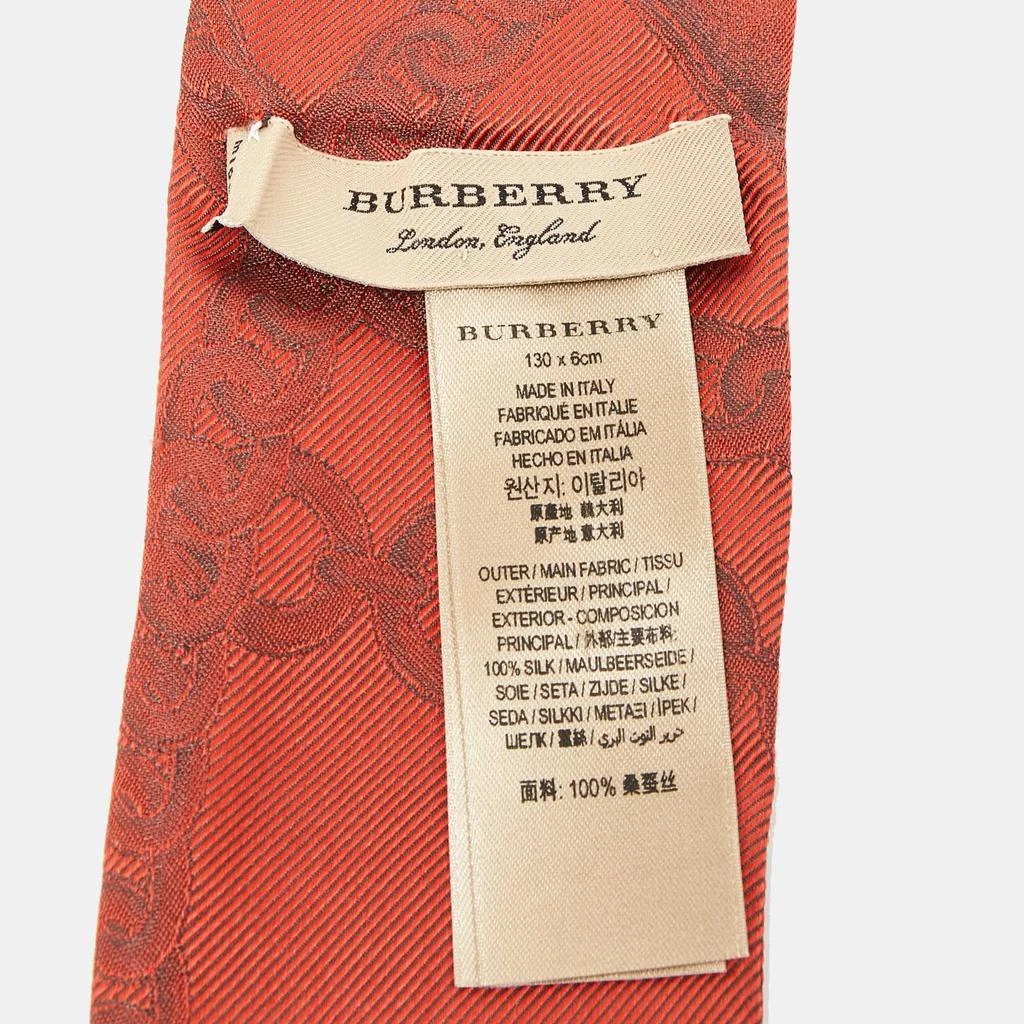 BURBERRY
London, England
BURBERRY
130 x 6cm
MADE IN ITALY
FABRIQUÉ EN ITALIE
FABRICADO EM ITÁLIA
HECHO EN ITALIA
원산지: 이탈리아
原產地 義大利
原产地 意大利
OUTER / MAIN FABRIC / TISSU
EXTÉRIEUR / PRINCIPAL /
EXTERIOR - COMPOSICION
PRINCIPAL / 外部/主要布料:
100% SILK / MAULBEERSEIDE /
SOIE / SETA / ZIJDE / SILKE /
SEDA / SILKKI / ΜΕΤΑΞΙ / İPEK /
ШЕЛК / 蠶絲 / حرير التوت البري /
面料: 100% 桑蚕丝